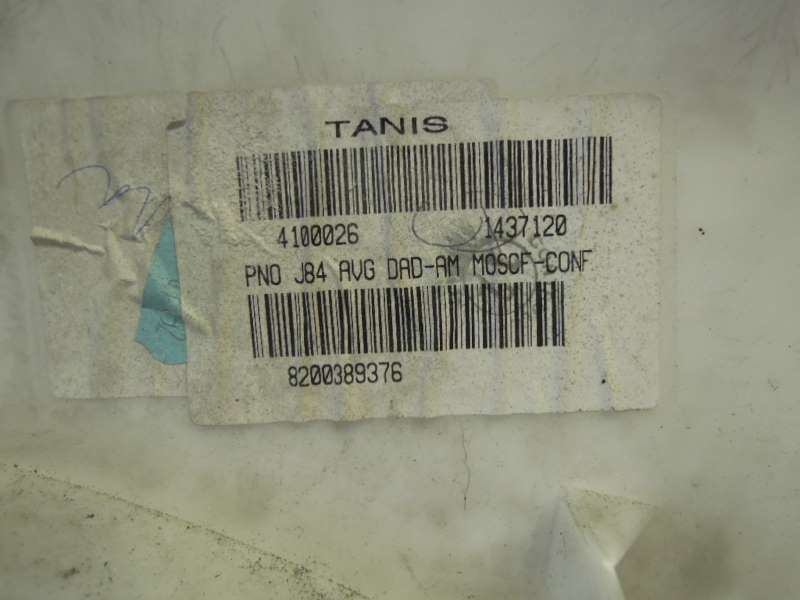 TANIS
4100026 1437120
PNO J84 AVG DAD-AM MOSCF-CONF
8200389376